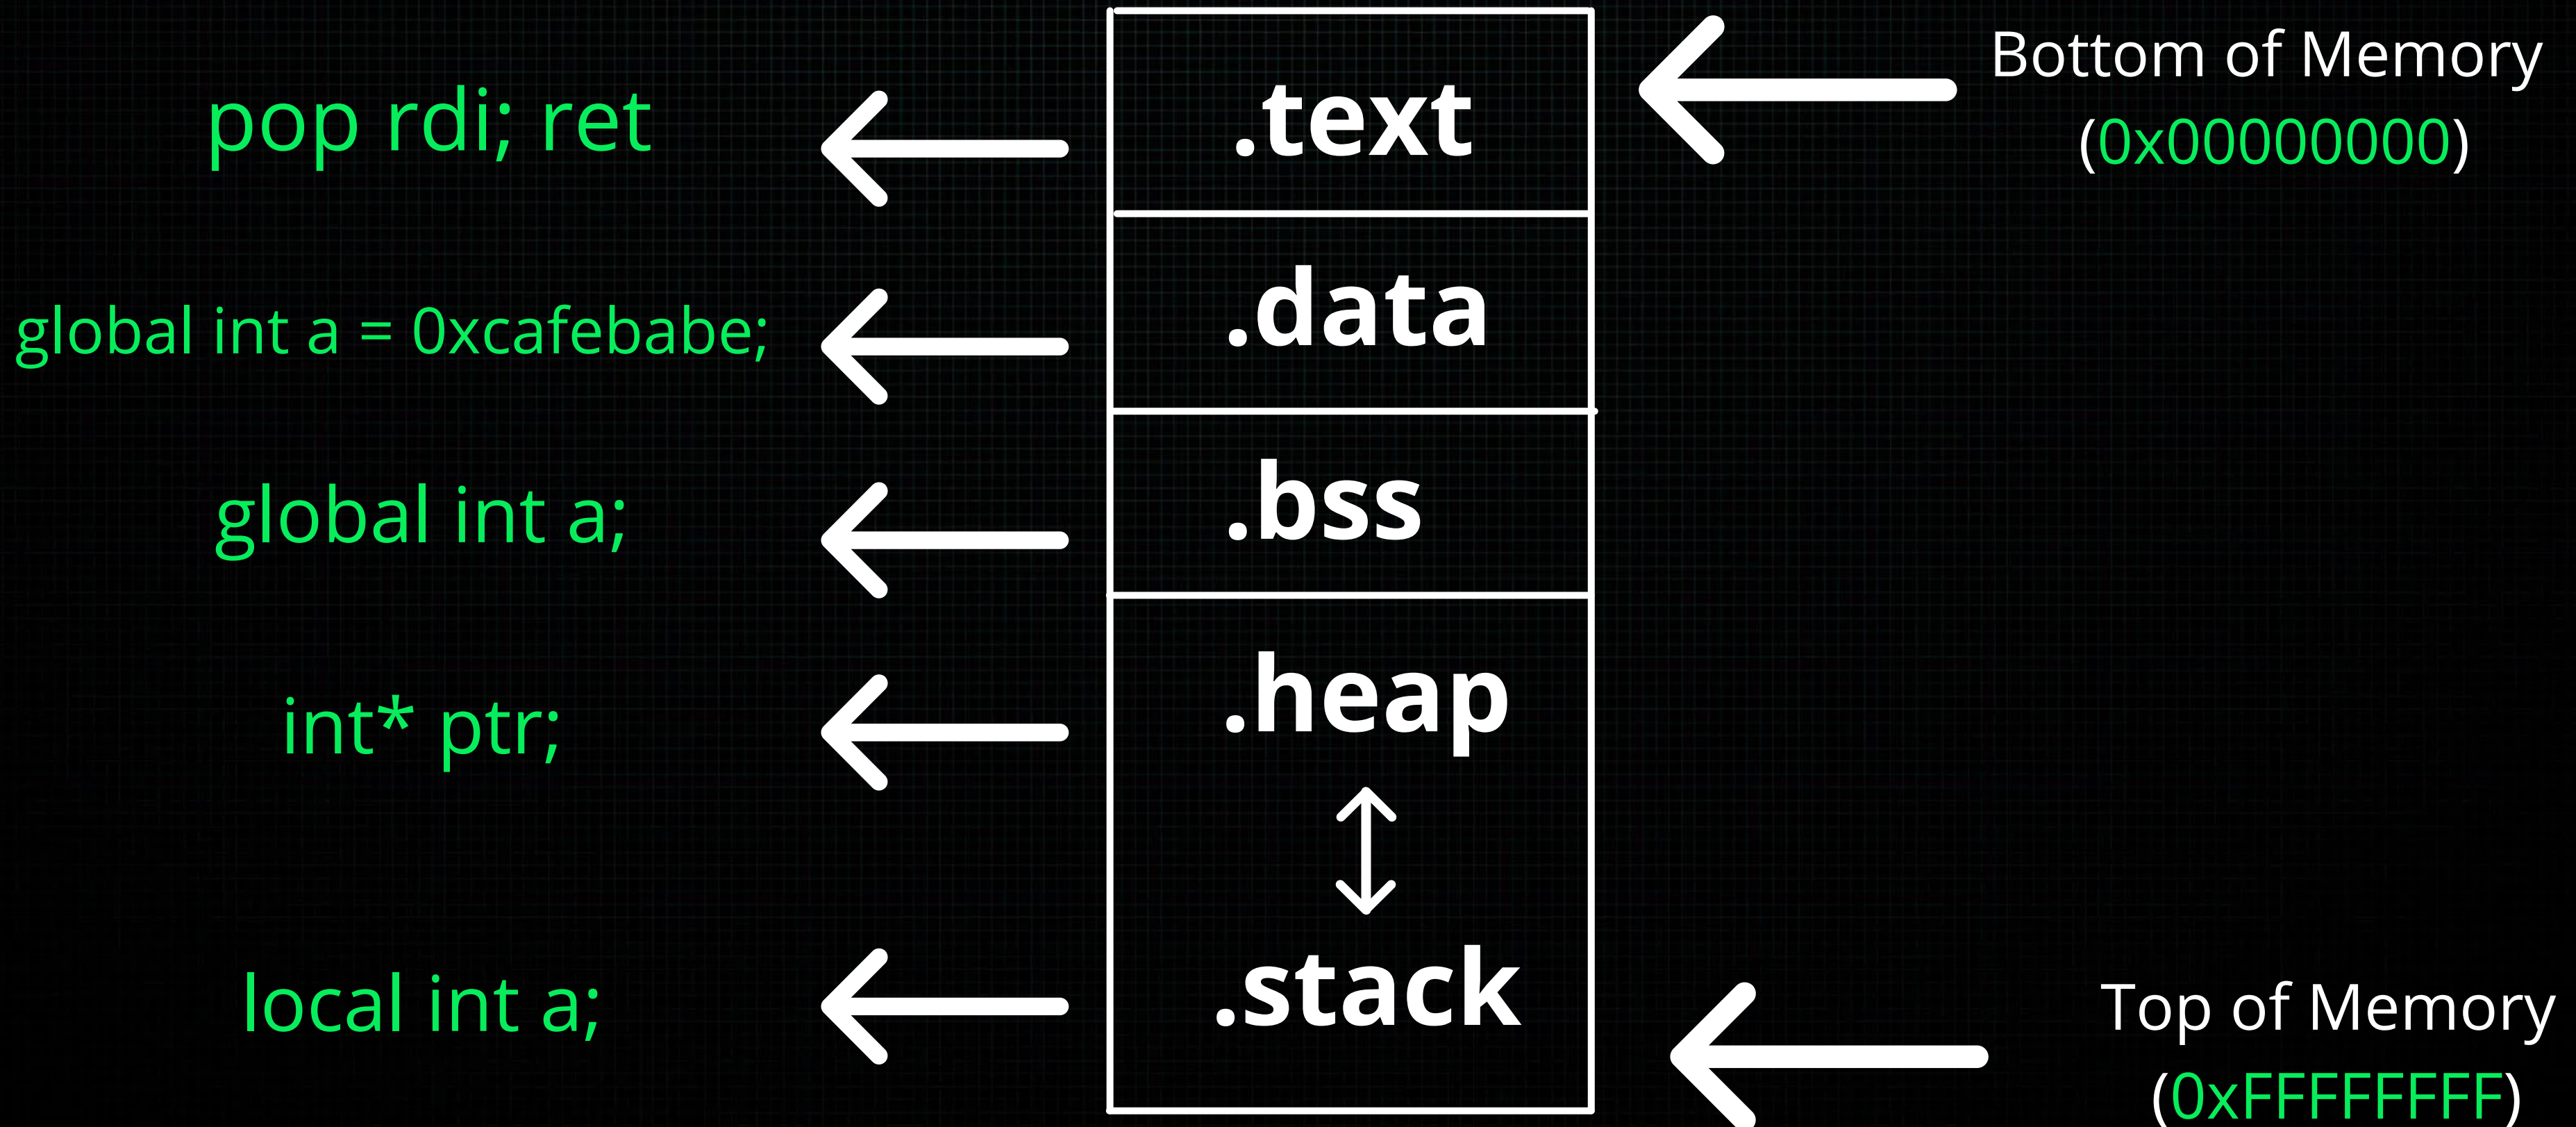 pop rdi; ret
.text
Bottom of Memory
(0x00000000)
global int a = 0xcafebabe;
.data
global int a;
.bss
int* ptr;
.heap
local int a;
.stack
Top of Memory
(0xFFFFFFFF)